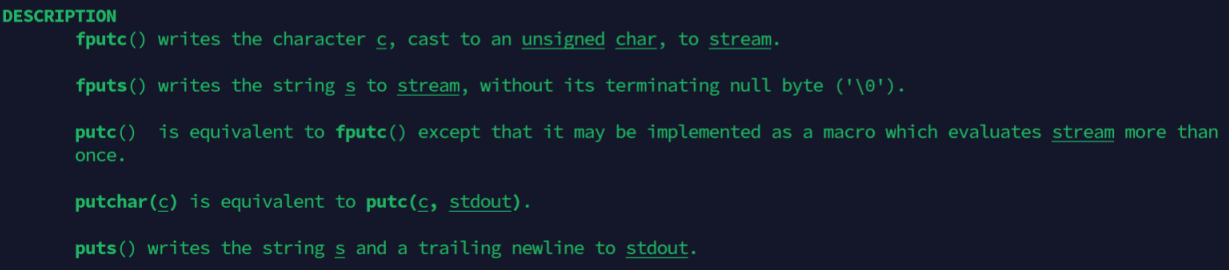 DESCRIPTION
fputc() writes the character c, cast to an unsigned char, to stream.
fputs() writes the string s to stream, without its terminating null byte ('\0').
putc()  is equivalent to fputc() except that it may be implemented as a macro which evaluates stream more than
once.
putchar(c) is equivalent to putc(c, stdout).
puts() writes the string s and a trailing newline to stdout.